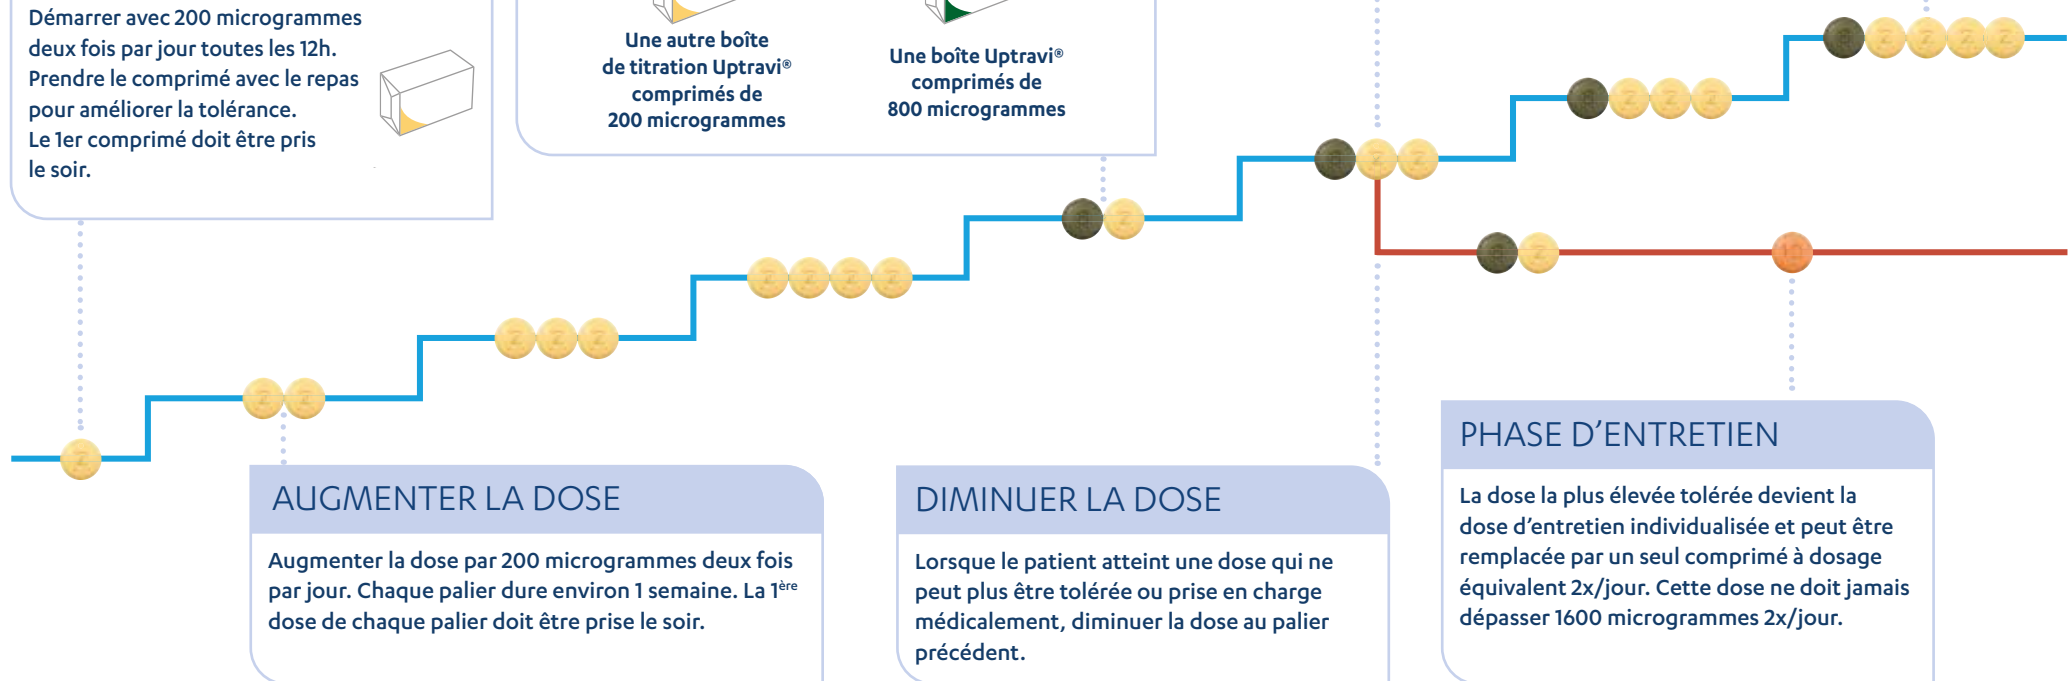 Démarrer avec 200 microgrammes
deux fois par jour toutes les 12h.
Prendre le comprimé avec le repas
pour améliorer la tolérance.
Le 1er comprimé doit être pris
le soir.
Une autre boîte
de titration Uptravi®
comprimés de
200 microgrammes
Une boîte Uptravi®
comprimés de
800 microgrammes
AUGMENTER LA DOSE
Augmenter la dose par 200 microgrammes deux fois
par jour. Chaque palier dure environ 1 semaine. La 1ère
dose de chaque palier doit être prise le soir.
DIMINUER LA DOSE
Lorsque le patient atteint une dose qui ne
peut plus être tolérée ou prise en charge
médicalement, diminuer la dose au palier
précédent.
PHASE D’ENTRETIEN
La dose la plus élevée tolérée devient la
dose d’entretien individualisée et peut être
remplacée par un seul comprimé à dosage
équivalent 2x/jour. Cette dose ne doit jamais
dépasser 1600 microgrammes 2x/jour.